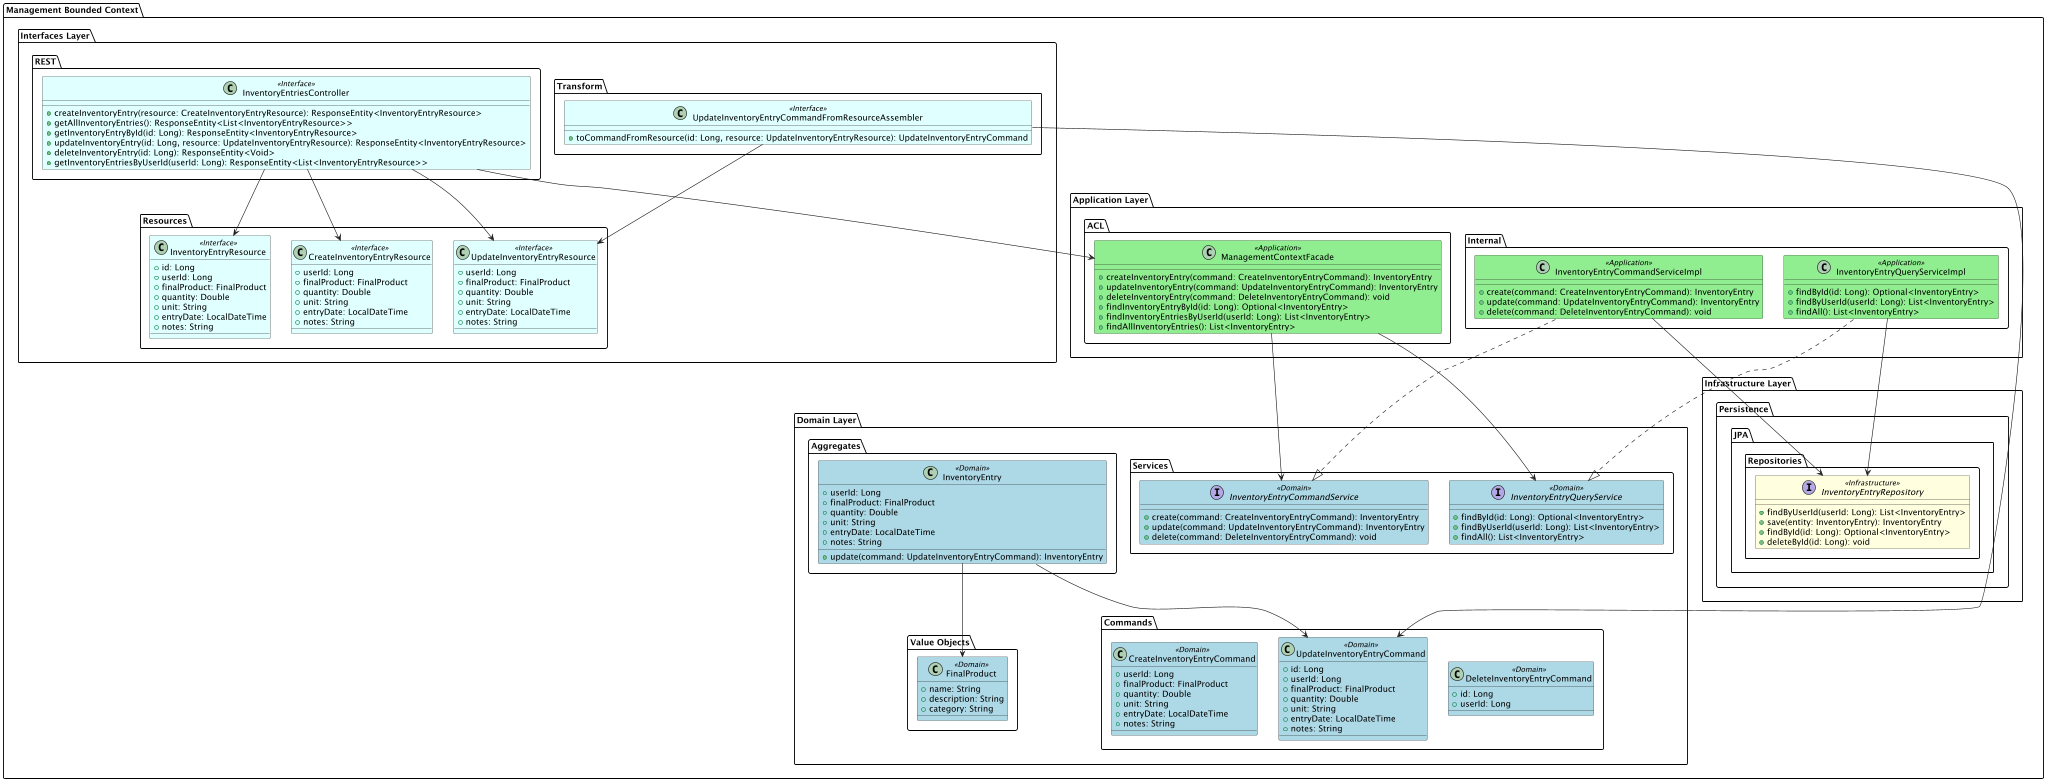 Management Bounded Context
Interfaces Layer
REST
C
«Interface»
InventoryEntriesController
createInventoryEntry(resource: CreateInventoryEntryResource): ResponseEntity<InventoryEntryResource>
getAllInventoryEntries(): ResponseEntity<List<InventoryEntryResource>>
getInventoryEntryById(id: Long): ResponseEntity<InventoryEntryResource>
updateInventoryEntry(id: Long, resource: UpdateInventoryEntryResource): ResponseEntity<InventoryEntryResource>
deleteInventoryEntry(id: Long): ResponseEntity<Void>
getInventoryEntriesByUserId(userId: Long): ResponseEntity<List<InventoryEntryResource>>
Transform
C
«Interface»
UpdateInventoryEntryCommandFromResourceAssembler
toCommandFromResource(id: Long, resource: UpdateInventoryEntryResource): UpdateInventoryEntryCommand
Resources
C
«Interface»
InventoryEntryResource
id: Long
userId: Long
finalProduct: FinalProduct
quantity: Double
unit: String
entryDate: LocalDateTime
notes: String
C
«Interface»
CreateInventoryEntryResource
userId: Long
finalProduct: FinalProduct
quantity: Double
unit: String
entryDate: LocalDateTime
notes: String
C
«Interface»
UpdateInventoryEntryResource
userId: Long
finalProduct: FinalProduct
quantity: Double
unit: String
entryDate: LocalDateTime
notes: String
Application Layer
ACL
C
«Application»
ManagementContextFacade
createInventoryEntry(command: CreateInventoryEntryCommand): InventoryEntry
updateInventoryEntry(command: UpdateInventoryEntryCommand): InventoryEntry
deleteInventoryEntry(command: DeleteInventoryEntryCommand): void
findInventoryEntryById(id: Long): Optional<InventoryEntry>
findInventoryEntriesByUserId(userId: Long): List<InventoryEntry>
findAllInventoryEntries(): List<InventoryEntry>
Internal
C
«Application»
InventoryEntryCommandServiceImpl
create(command: CreateInventoryEntryCommand): InventoryEntry
update(command: UpdateInventoryEntryCommand): InventoryEntry
delete(command: DeleteInventoryEntryCommand): void
C
«Application»
InventoryEntryQueryServiceImpl
findById(id: Long): Optional<InventoryEntry>
findByUserId(userId: Long): List<InventoryEntry>
findAll(): List<InventoryEntry>
Infrastructure Layer
Persistence
JPA
Repositories
I
«Infrastructure»
InventoryEntryRepository
findByUserId(userId: Long): List<InventoryEntry>
save(entity: InventoryEntry): InventoryEntry
findById(id: Long): Optional<InventoryEntry>
deleteById(id: Long): void
Domain Layer
Aggregates
C
«Domain»
InventoryEntry
userId: Long
finalProduct: FinalProduct
quantity: Double
unit: String
entryDate: LocalDateTime
notes: String
update(command: UpdateInventoryEntryCommand): InventoryEntry
Services
I
«Domain»
InventoryEntryCommandService
create(command: CreateInventoryEntryCommand): InventoryEntry
update(command: UpdateInventoryEntryCommand): InventoryEntry
delete(command: DeleteInventoryEntryCommand): void
I
«Domain»
InventoryEntryQueryService
findById(id: Long): Optional<InventoryEntry>
findByUserId(userId: Long): List<InventoryEntry>
findAll(): List<InventoryEntry>
Value Objects
C
«Domain»
FinalProduct
name: String
description: String
category: String
Commands
C
«Domain»
CreateInventoryEntryCommand
userId: Long
finalProduct: FinalProduct
quantity: Double
unit: String
entryDate: LocalDateTime
notes: String
C
«Domain»
UpdateInventoryEntryCommand
id: Long
userId: Long
finalProduct: FinalProduct
quantity: Double
unit: String
entryDate: LocalDateTime
notes: String
C
«Domain»
DeleteInventoryEntryCommand
id: Long
userId: Long